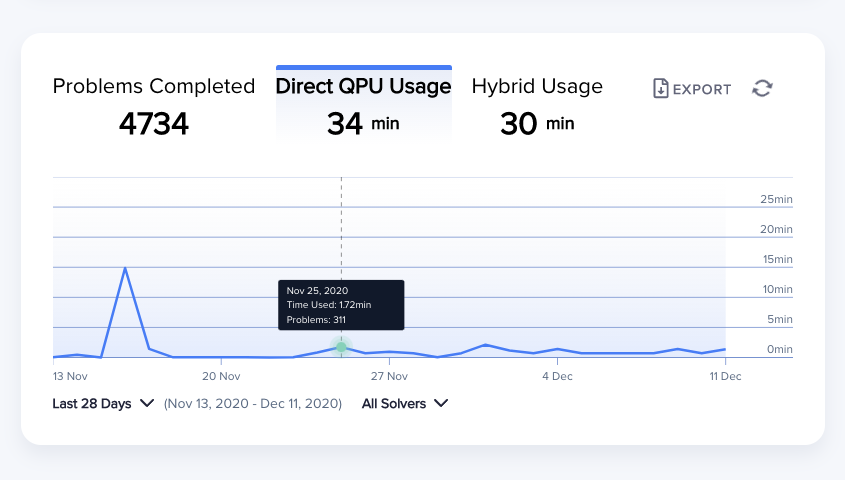 Problems Completed
4734
Direct QPU Usage
34 min
Hybrid Usage
30 min
EXPORT
25min
20min
15min
10min
5min
0min
Nov 25, 2020
Time Used: 1.72min
Problems: 311
13 Nov
20 Nov
27 Nov
4 Dec
11 Dec
Last 28 Days (Nov 13, 2020 - Dec 11, 2020) All Solvers